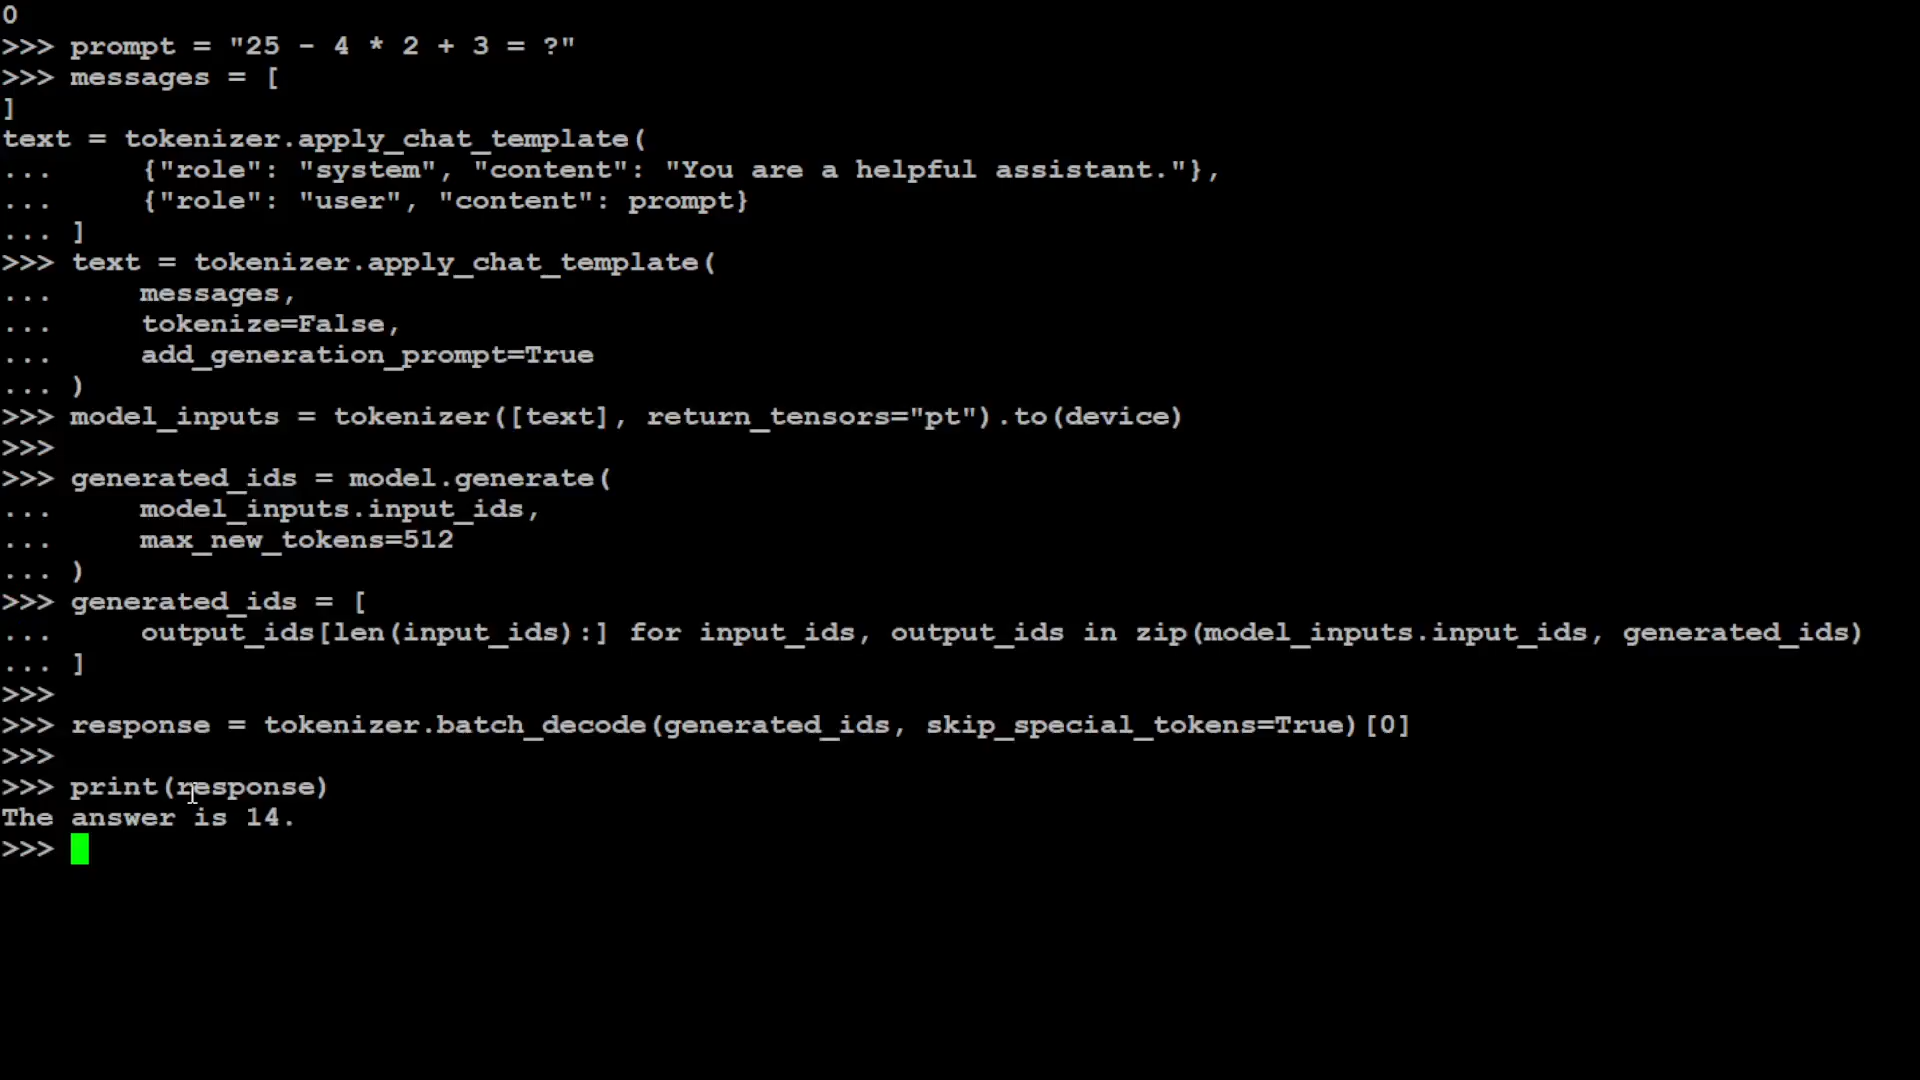 0
>>> prompt = "25 - 4 * 2 + 3 = ?"
>>> messages = [
]
text = tokenizer.apply_chat_template(
...     {"role": "system", "content": "You are a helpful assistant."},
...     {"role": "user", "content": prompt}
... ]
>>> text = tokenizer.apply_chat_template(
...     messages,
...     tokenize=False,
...     add_generation_prompt=True
... )
>>> model_inputs = tokenizer([text], return_tensors="pt").to(device)
>>>
>>> generated_ids = model.generate(
...     model_inputs.input_ids,
...     max_new_tokens=512
... )
>>> generated_ids = [
...     output_ids[len(input_ids):] for input_ids, output_ids in zip(model_inputs.input_ids, generated_ids)
... ]
>>>
>>> response = tokenizer.batch_decode(generated_ids, skip_special_tokens=True)[0]
>>>
>>> print(response)
The answer is 14.
>>>